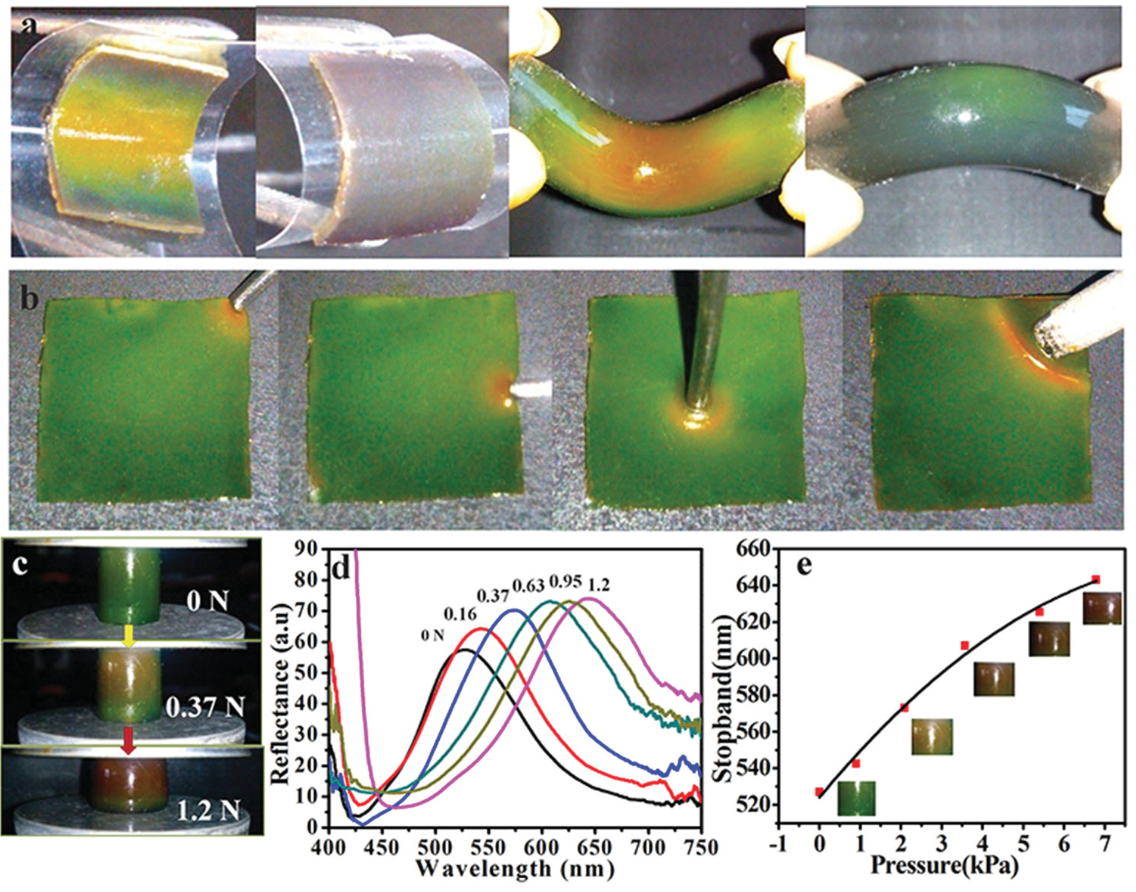 a
b
c
0 N
0.37 N
1.2 N
d
90
80
70
60
50
40
30
20
10
0
Reflectance (a.u)
0 N
0.16
0.37
0.63
0.95
1.2
400 450 500 550 600 650 700 750
Wavelength (nm)
e
660
640
620
600
580
560
540
520
Stopband(nm)
-1 0 1 2 3 4 5 6 7
Pressure(kPa)